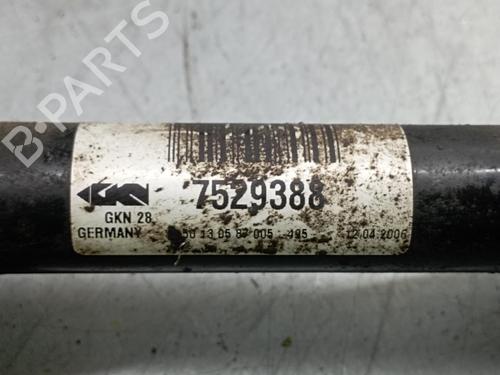 B-PARTS
GKN
7529388
GKN 28
GERMANY
12.04.2006